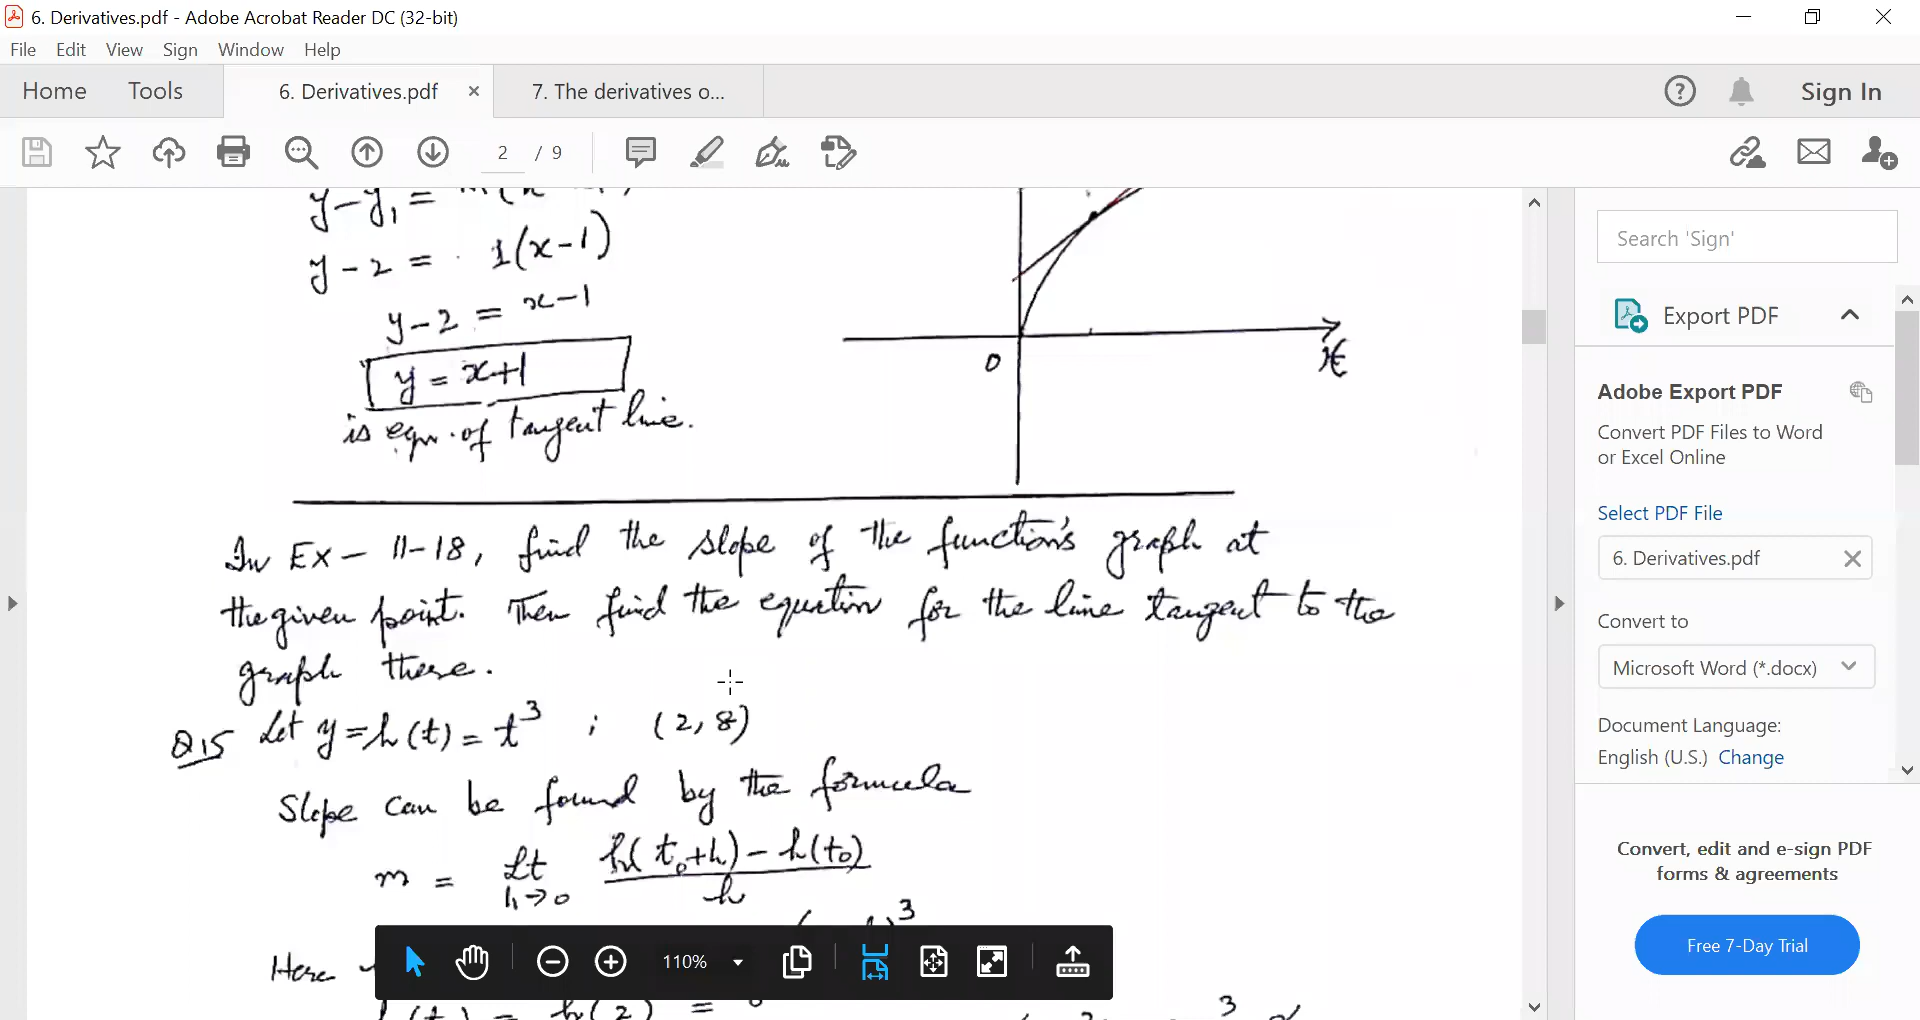 6. Derivatives.pdf - Adobe Acrobat Reader DC (32-bit)
File Edit View Sign Window Help
Home Tools 6. Derivatives.pdf × 7. The derivatives o... ? Sign In
2 / 9
y-y₁ =
y-2 = 1(x-1)
y-2 = x-1
y = x+1
is eqn. of tangent line.
0
x
In Ex - 11-18, find the slope of the function's graph at
the given point. Then find the equation for the line tangent to the
graph there.
Q15 Let y=h(t) = t³ ; (2, 8)
Slope can be found by the formula
m = Lt h→0 (h(t₀+h) - h(t₀)) / h
Here
= h(2) =
110%
Search 'Sign'
Export PDF
Adobe Export PDF
Convert PDF Files to Word
or Excel Online
Select PDF File
6. Derivatives.pdf
Convert to
Microsoft Word (*.docx)
Document Language:
English (U.S.) Change
Convert, edit and e-sign PDF
forms & agreements
Free 7-Day Trial